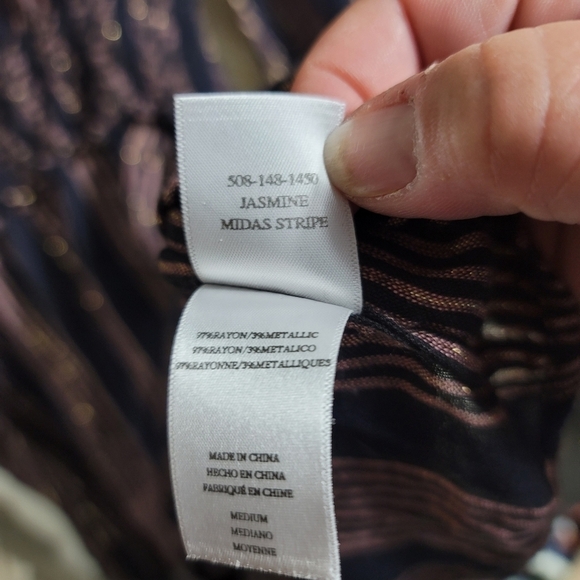 508-148-1450
JASMINE
MIDAS STRIPE
97%RAYON/3%METALLIC
97%RAYON/3%METALICO
97%RAYONNE/3%METALLIQUES
MADE IN CHINA
HECHO EN CHINA
FABRIQUÉ EN CHINE
MEDIUM
MEDIANO
MOYENNE